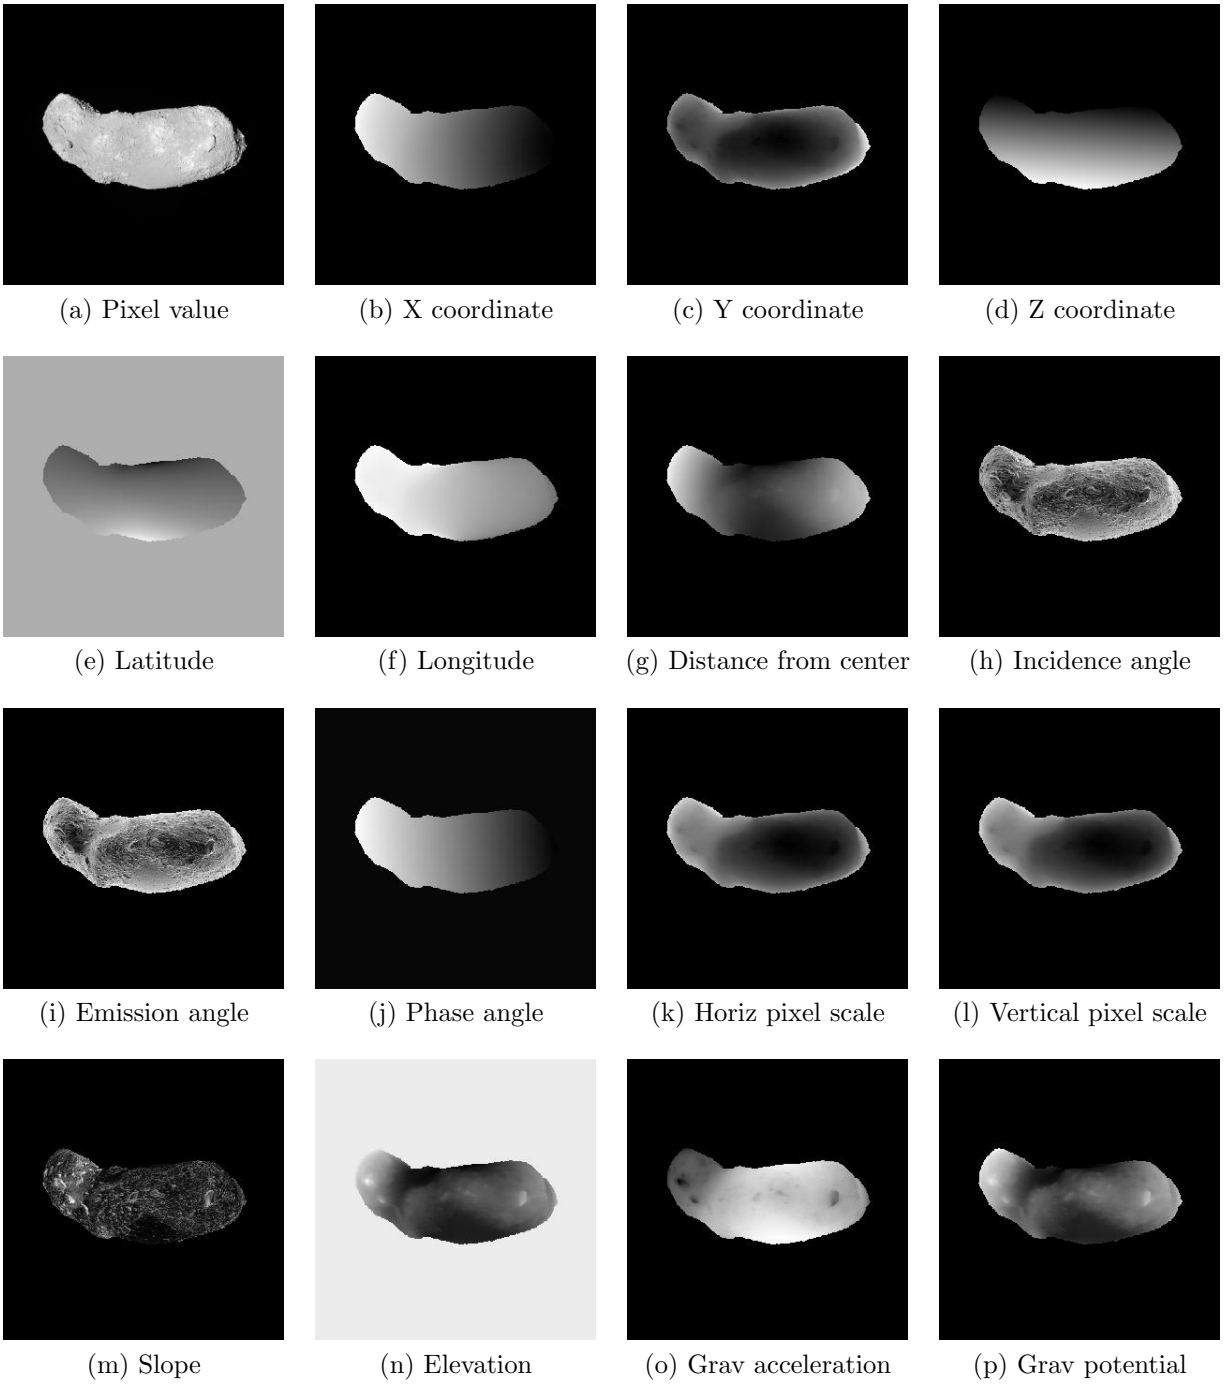 (a) Pixel value
(b) X coordinate
(c) Y coordinate
(d) Z coordinate
(e) Latitude
(f) Longitude
(g) Distance from center
(h) Incidence angle
(i) Emission angle
(j) Phase angle
(k) Horiz pixel scale
(l) Vertical pixel scale
(m) Slope
(n) Elevation
(o) Grav acceleration
(p) Grav potential